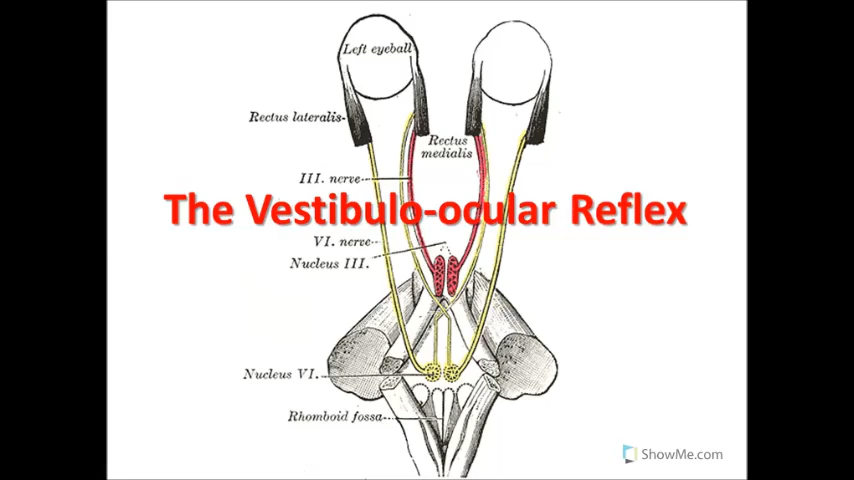 Left eyeball
Rectus lateralis
Rectus
medialis
III. nerve
The Vestibulo-ocular Reflex
VI. nerve
Nucleus III.
Nucleus VI.
Rhomboid fossa
ShowMe.com